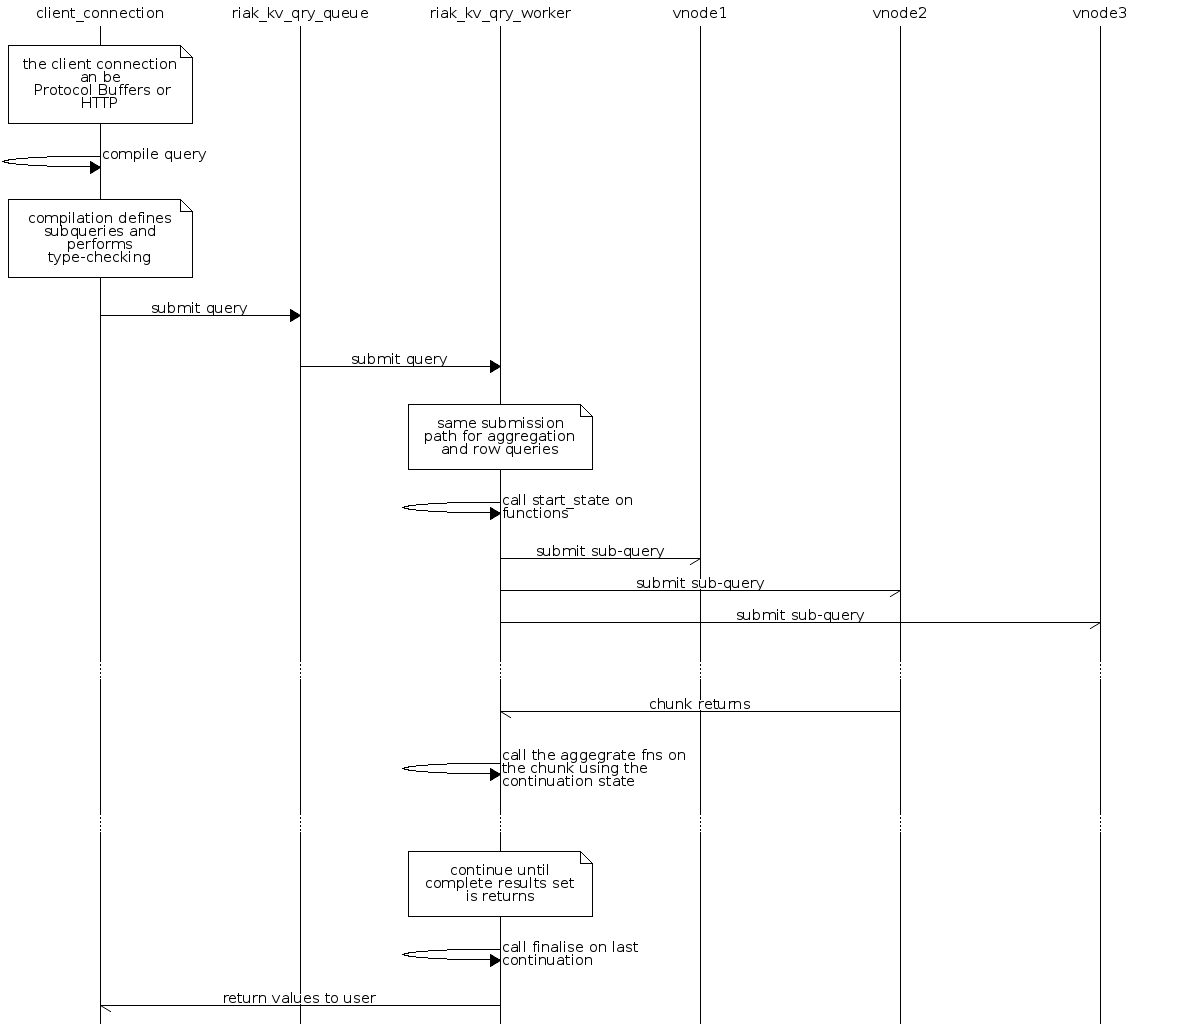 client_connection riak_kv_qry_queue riak_kv_qry_worker vnode1 vnode2 vnode3
the client connection
an be
Protocol Buffers or
HTTP
compile query
compilation defines
subqueries and
performs
type-checking
submit query
submit query
same submission
path for aggregation
and row queries
call start_state on
functions
submit sub-query
submit sub-query
submit sub-query
chunk returns
call the aggegrate fns on
the chunk using the
continuation state
continue until
complete results set
is returns
call finalise on last
continuation
return values to user